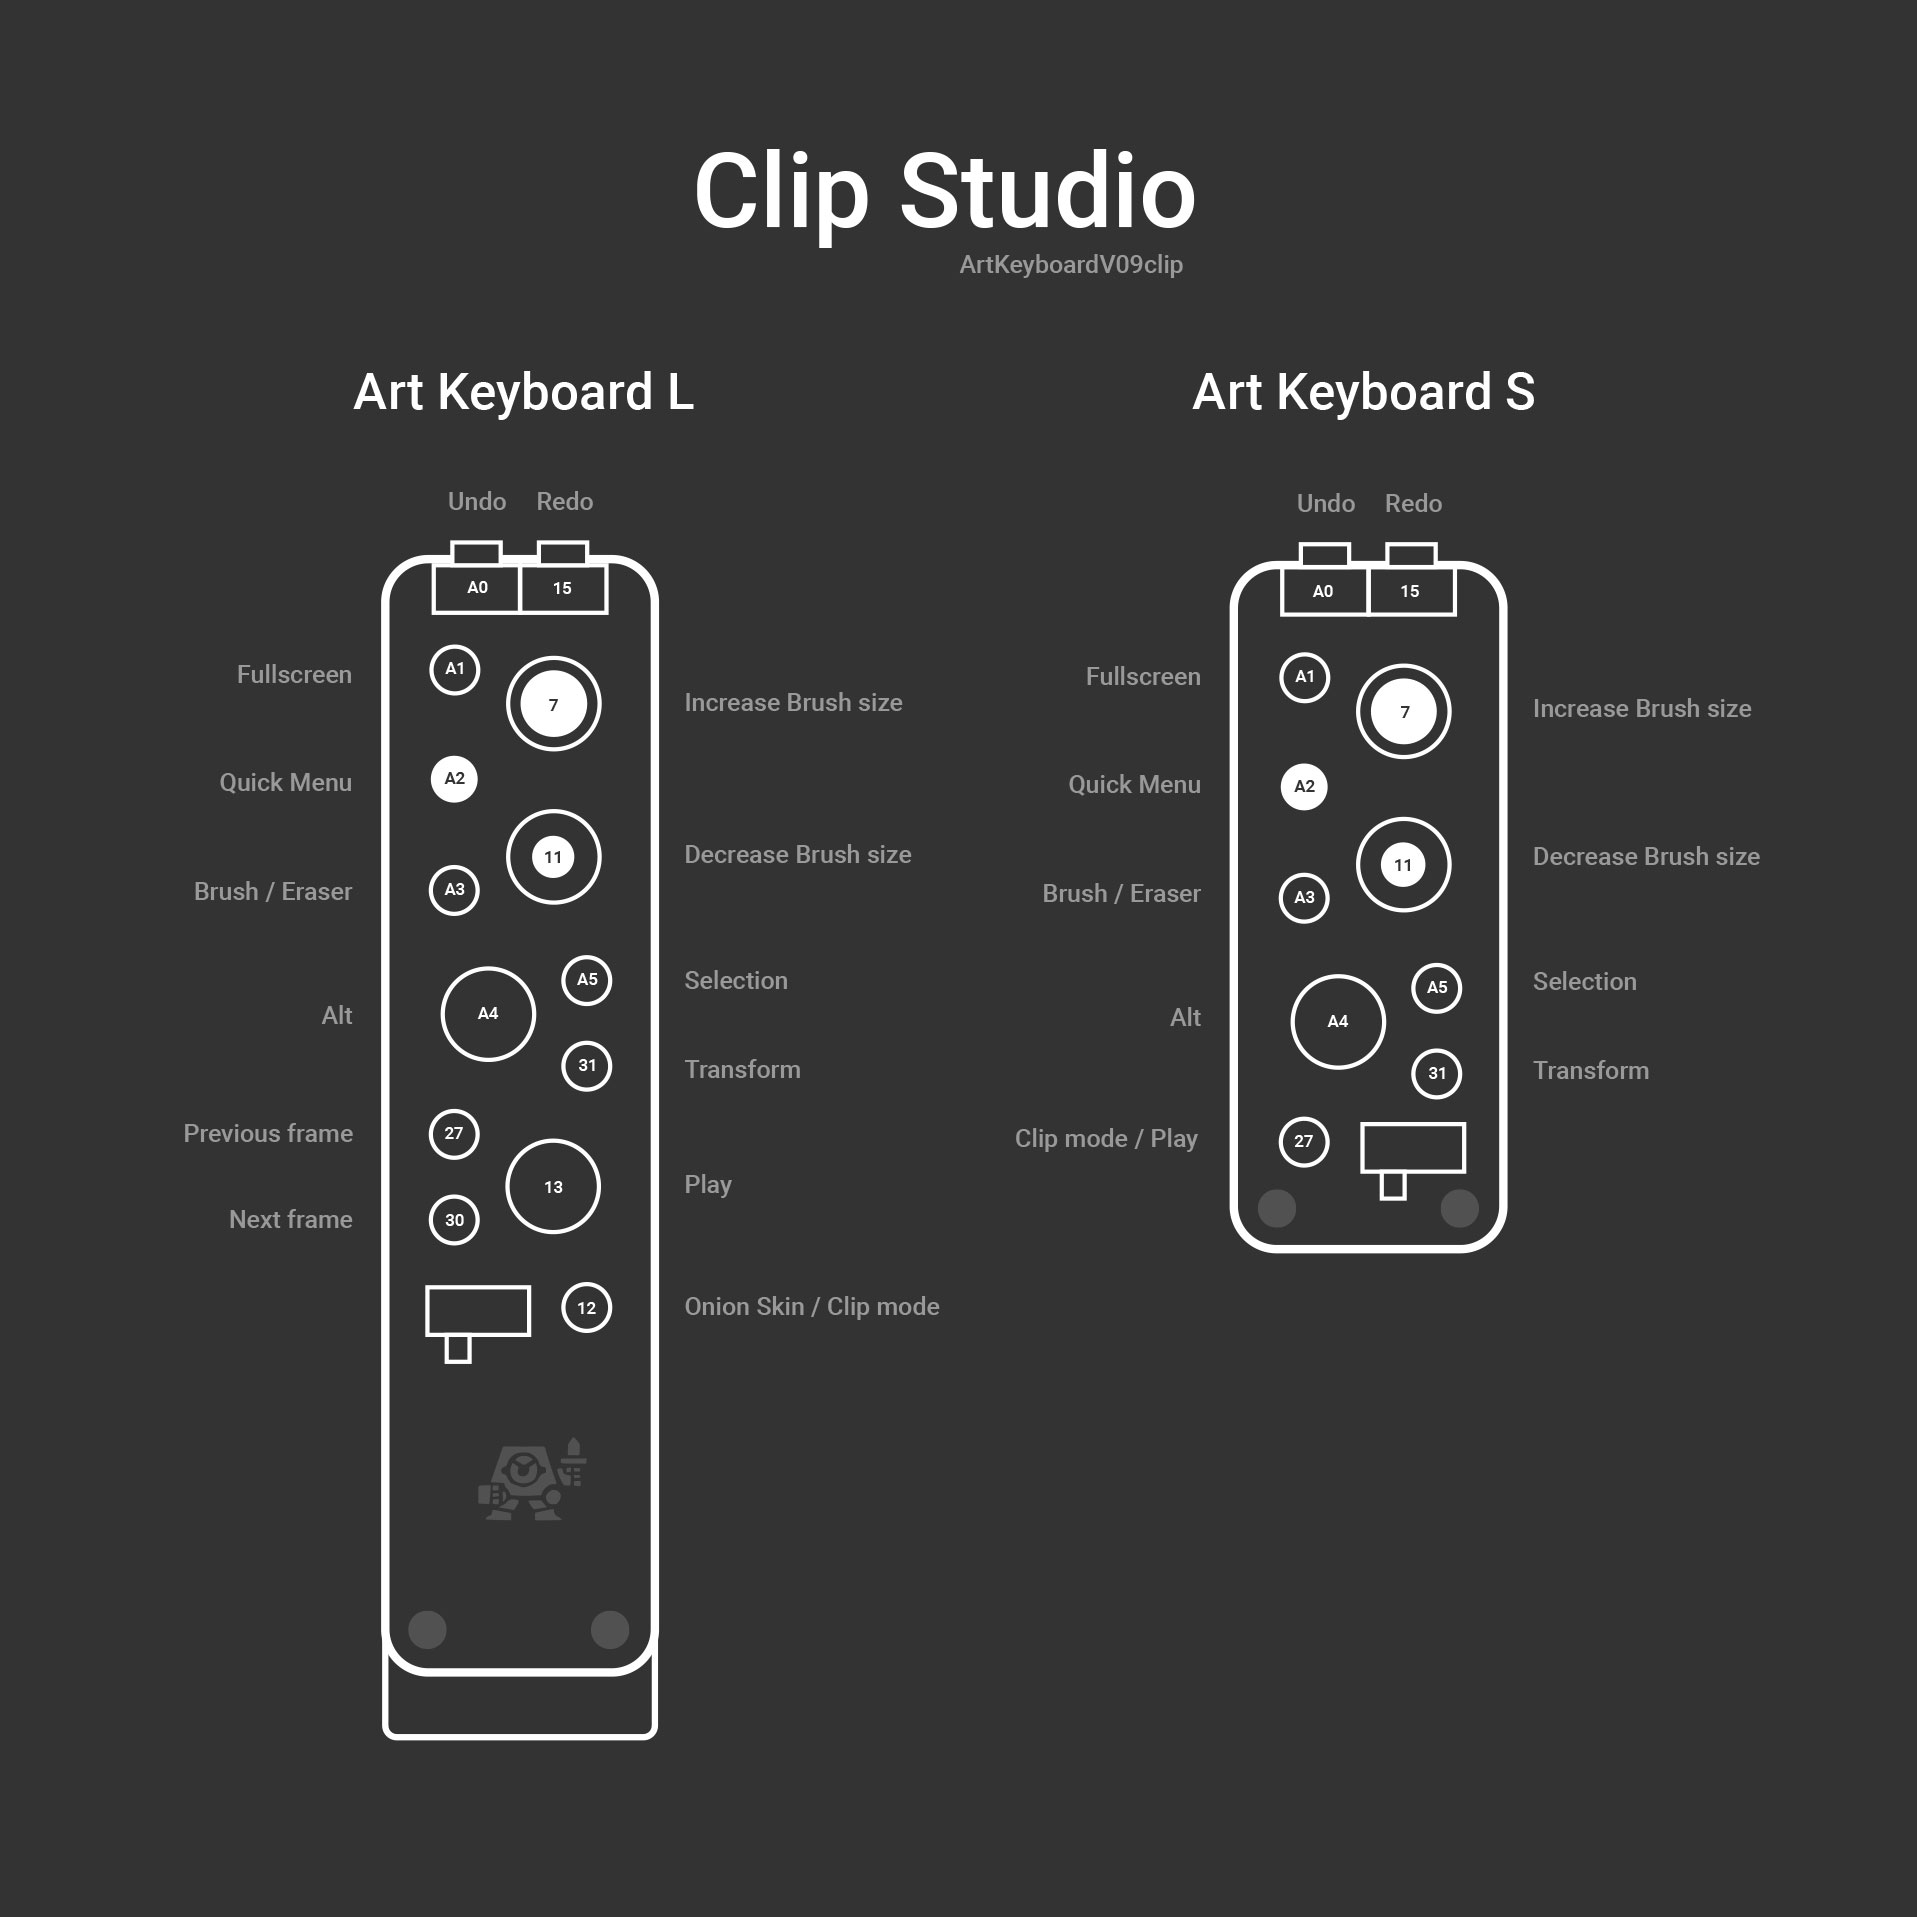 Clip Studio
ArtKeyboardV09clip
Art Keyboard L
Undo Redo
A0 15
Fullscreen A1
7 Increase Brush size
Quick Menu A2
11 Decrease Brush size
Brush / Eraser A3
A5 Selection
Alt A4
31 Transform
Previous frame 27
13 Play
Next frame 30
12 Onion Skin / Clip mode
Art Keyboard S
Undo Redo
A0 15
Fullscreen A1
7 Increase Brush size
Quick Menu A2
11 Decrease Brush size
Brush / Eraser A3
A5 Selection
Alt A4
31 Transform
Clip mode / Play 27